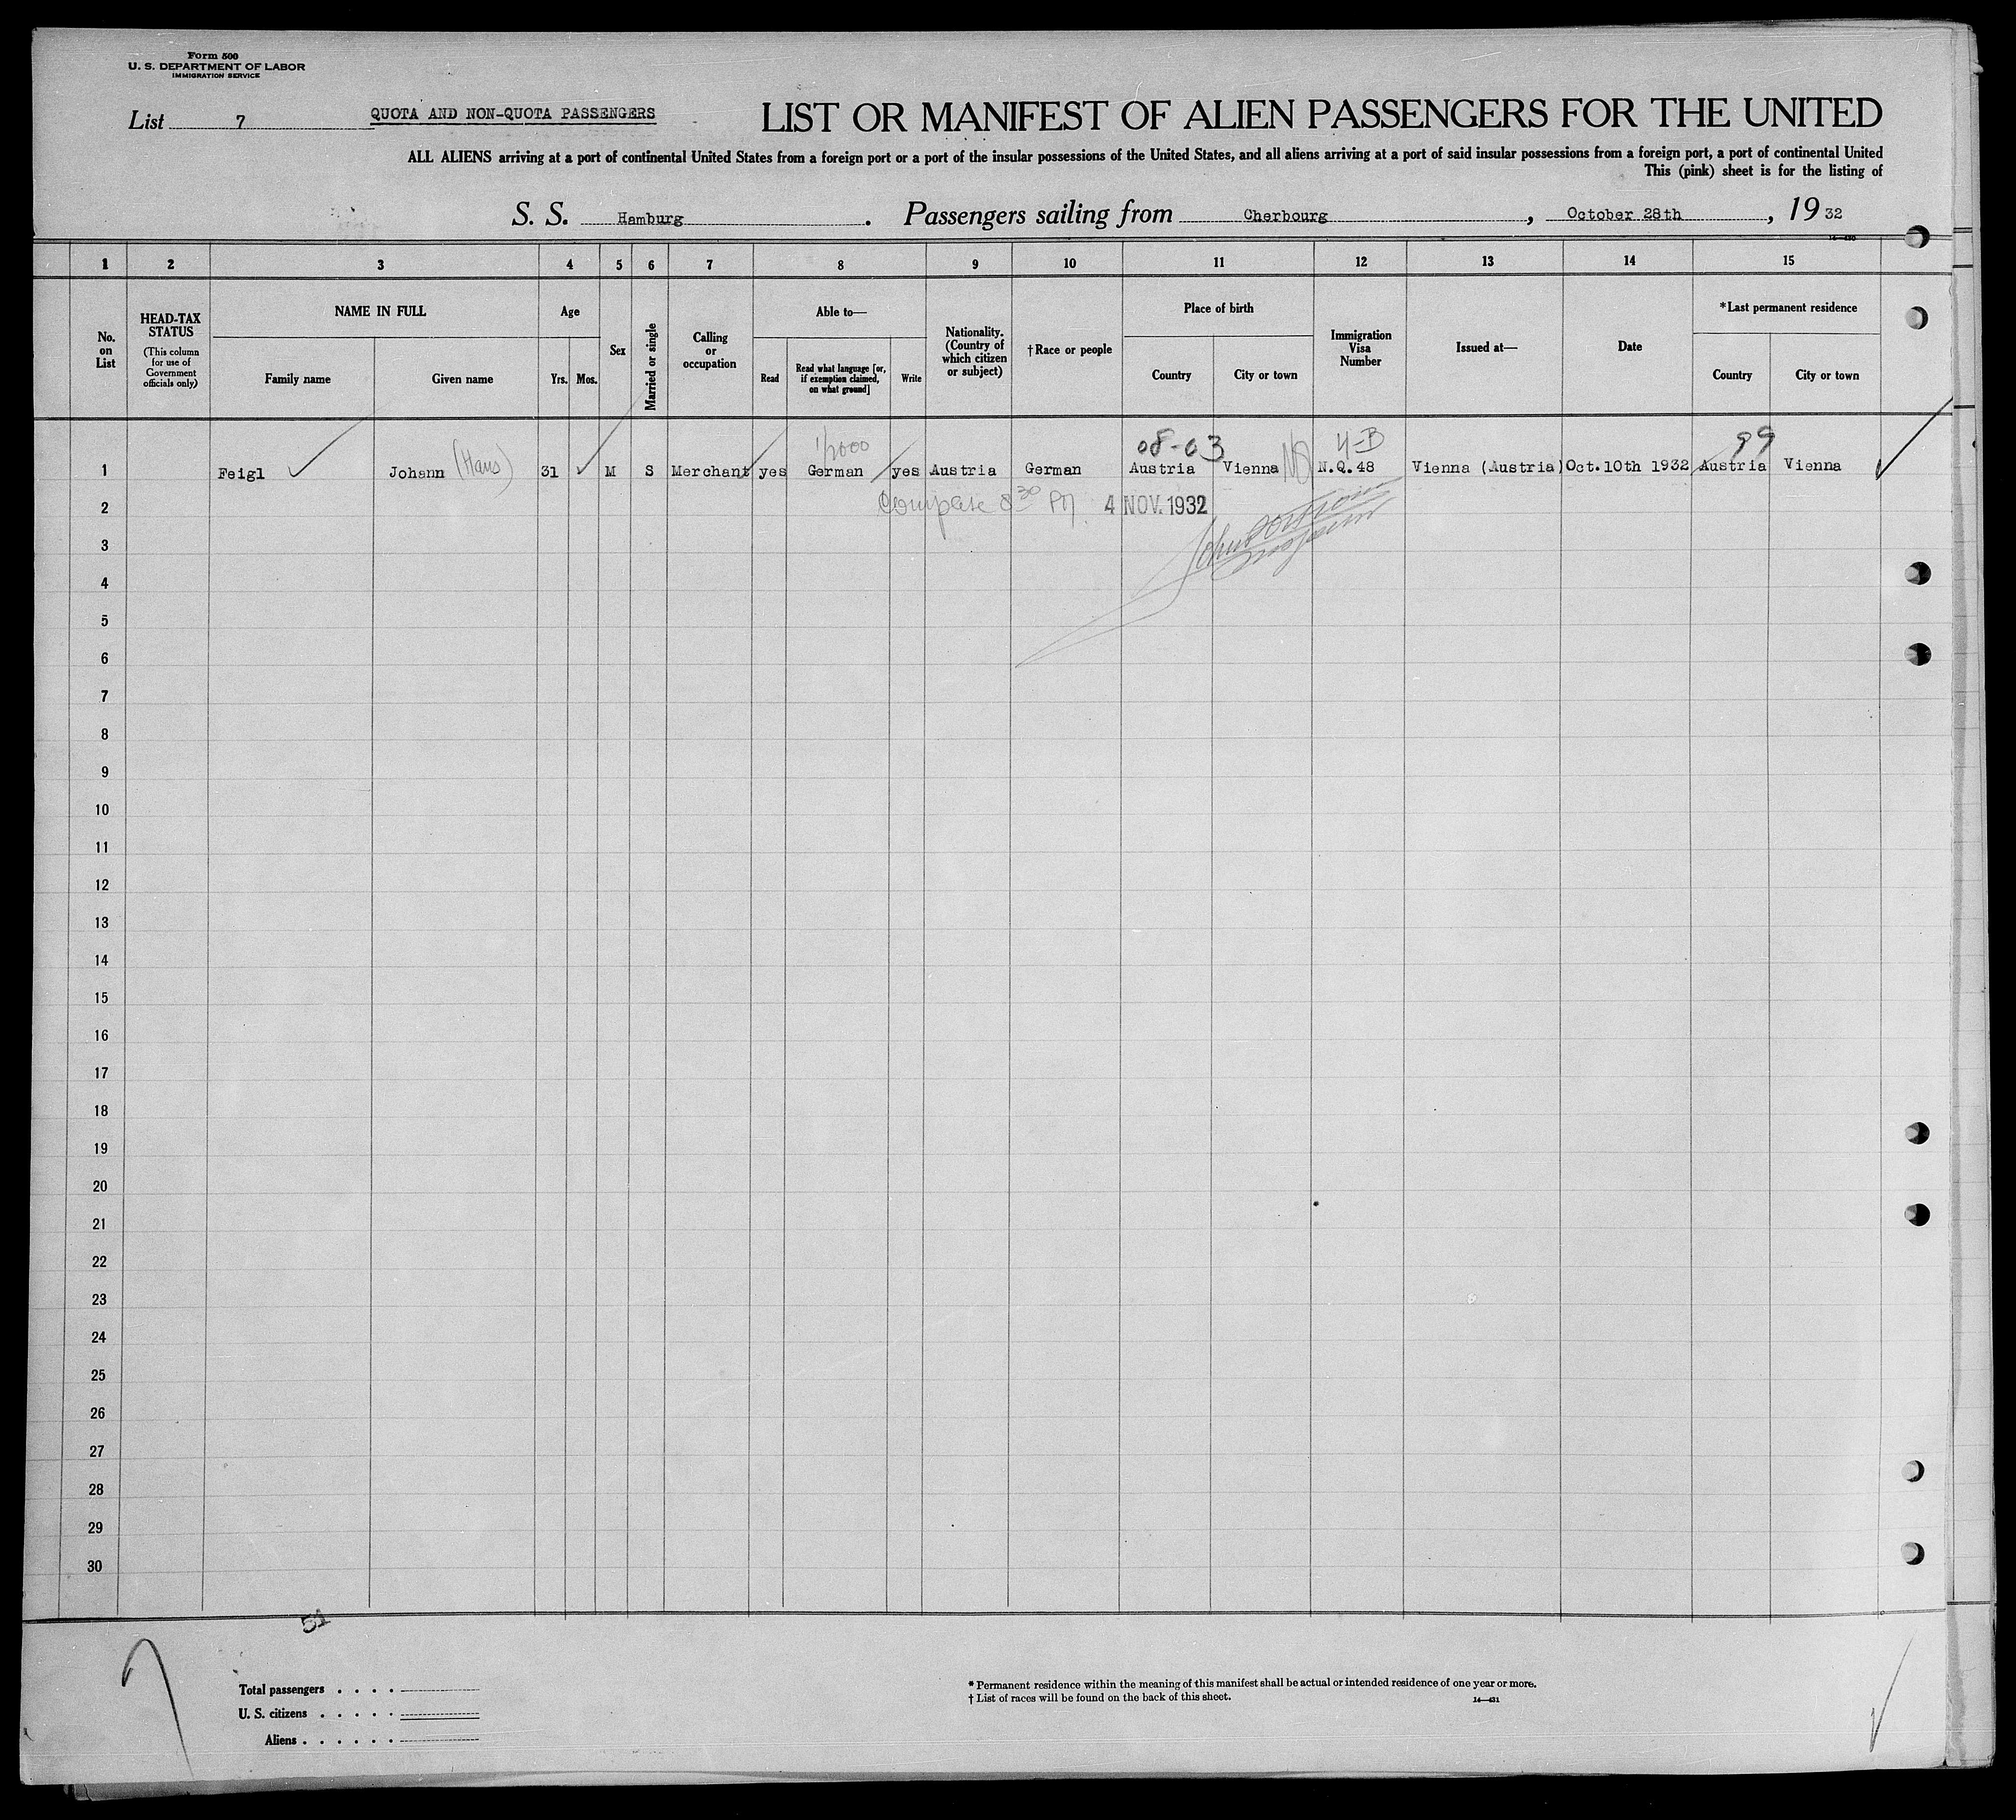 Form 500
U. S. DEPARTMENT OF LABOR
IMMIGRATION SERVICE
List 7
QUOTA AND NON-QUOTA PASSENGERS
LIST OR MANIFEST OF ALIEN PASSENGERS FOR THE UNITED
ALL ALIENS arriving at a port of continental United States from a foreign port or a port of the insular possessions of the United States, and all aliens arriving at a port of said insular possessions from a foreign port, a port of continental United
This (pink) sheet is for the listing of
S. S. Hamburg. Passengers sailing from Cherbourg, October 28th, 19 32
14—430
1 2 3 4 5 6 7 8 9 10 11 12 13 14 15
No. on List
HEAD-TAX STATUS
(This column for use of Government officials only)
NAME IN FULL
Family name Given name
Age
Yrs. Mos.
Sex
Married or single
Calling or occupation
Able to—
Read
Read what language [or, if exemption claimed, on what ground]
Write
Nationality. (Country of which citizen or subject)
†Race or people
Place of birth
Country City or town
Immigration Visa Number
Issued at—
Date
*Last permanent residence
Country City or town
08-03 4-B 99
1 Feigl Johann (Hans) 31 M S Merchant yes German yes Austria German Austria Vienna N.Q.48 Vienna (Austria) Oct.10th 1932 Austria Vienna
2 8 30 PM 4 NOV. 1932
3
4
5
6
7
8
9
10
11
12
13
14
15
16
17
18
19
20
21
22
23
24
25
26
27
28
29
30
Total passengers . . . .
U. S. citizens . . . . .
Aliens . . . . . .
* Permanent residence within the meaning of this manifest shall be actual or intended residence of one year or more.
† List of races will be found on the back of this sheet.
14—431